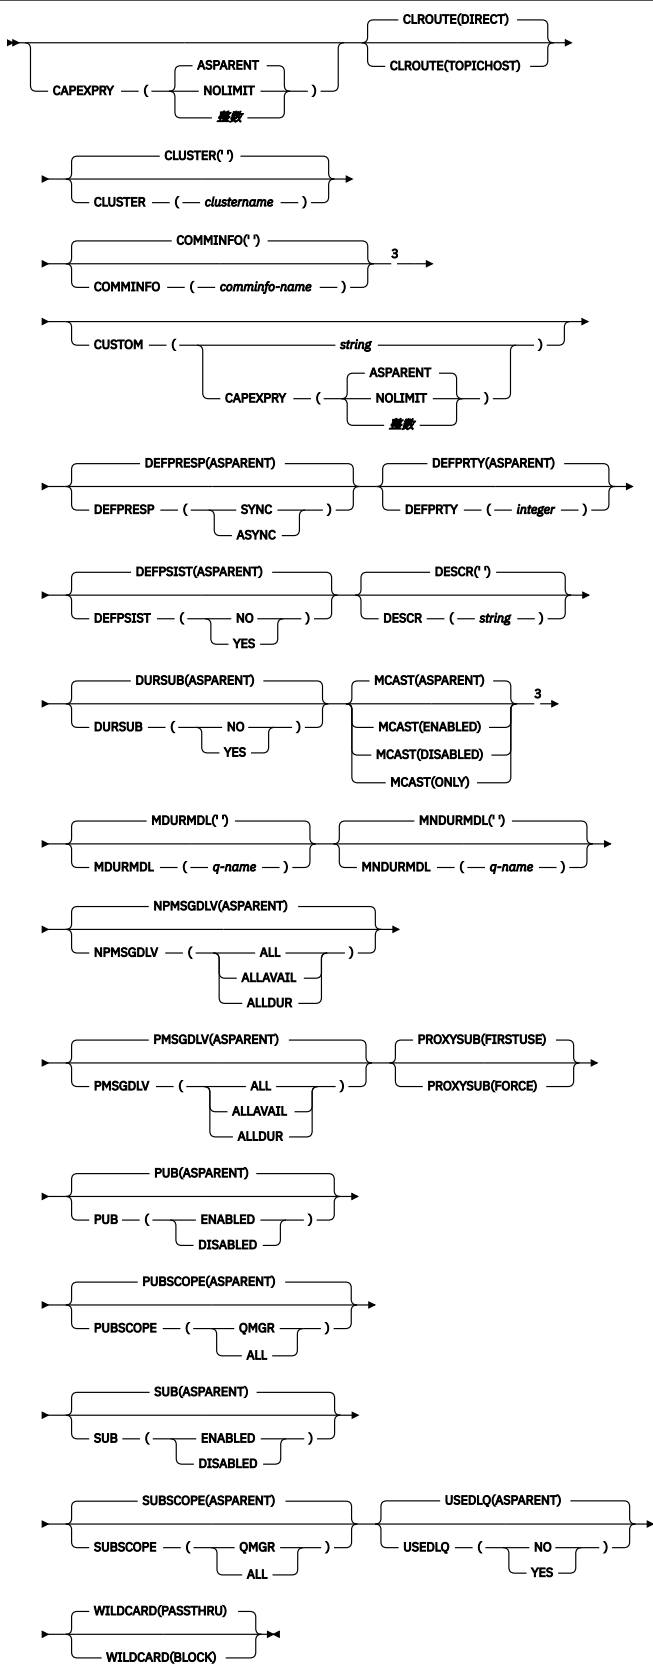 CLROUTE(DIRECT)
CLROUTE(TOPICHOST)
ASPARENT
CAPEXPRY ( NOLIMIT )
整数
CLUSTER(' ')
CLUSTER ( clustername )
COMMINFO(' ')
3
COMMINFO ( comminfo-name )
CUSTOM ( string )
ASPARENT
CAPEXPRY ( NOLIMIT )
整数
DEFPRESP(ASPARENT) DEFPRTY(ASPARENT)
DEFPRESP ( SYNC ) DEFPRTY ( integer )
ASYNC
DEFPSIST(ASPARENT) DESCR(' ')
DEFPSIST ( NO ) DESCR ( string )
YES
DURSUB(ASPARENT) MCAST(ASPARENT)
3
DURSUB ( NO ) MCAST(ENABLED)
YES MCAST(DISABLED)
MCAST(ONLY)
MDURMDL(' ') MNDURMDL(' ')
MDURMDL ( q-name ) MNDURMDL ( q-name )
NPMSGDLV(ASPARENT)
NPMSGDLV ( ALL )
ALLAVAIL
ALLDUR
PMSGDLV(ASPARENT) PROXYSUB(FIRSTUSE)
PMSGDLV ( ALL ) PROXYSUB(FORCE)
ALLAVAIL
ALLDUR
PUB(ASPARENT)
PUB ( ENABLED )
DISABLED
PUBSCOPE(ASPARENT)
PUBSCOPE ( QMGR )
ALL
SUB(ASPARENT)
SUB ( ENABLED )
DISABLED
SUBSCOPE(ASPARENT) USEDLQ(ASPARENT)
SUBSCOPE ( QMGR ) USEDLQ ( NO )
ALL YES
WILDCARD(PASSTHRU)
WILDCARD(BLOCK)